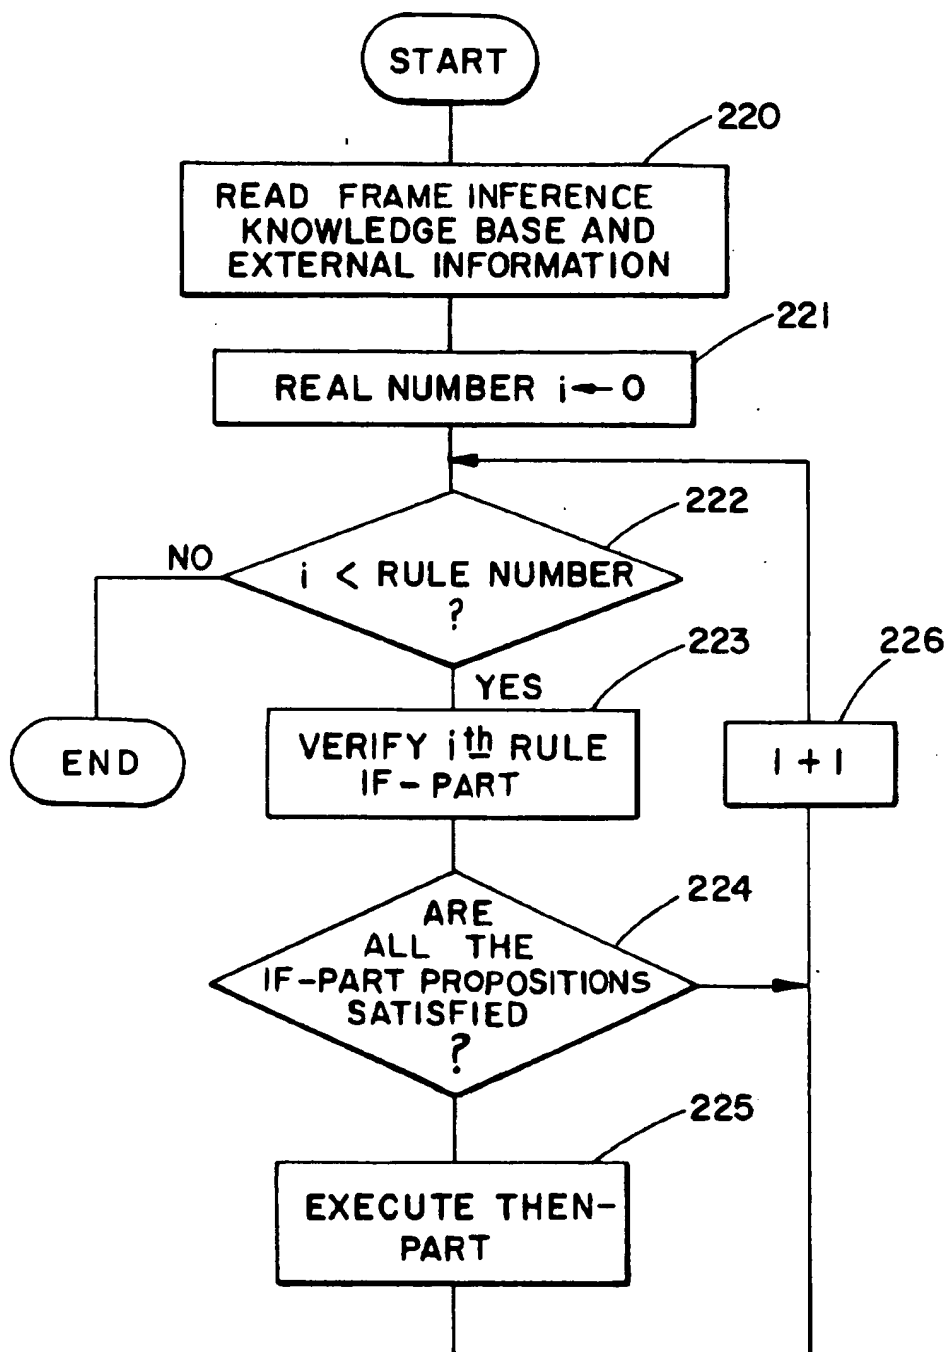 START
220
READ FRAME INFERENCE
KNOWLEDGE BASE AND
EXTERNAL INFORMATION
221
REAL NUMBER i ← 0
222
NO
i < RULE NUMBER
?
223
YES
226
END
VERIFY ith RULE
IF-PART
I + I
224
ARE
ALL THE
IF-PART PROPOSITIONS
SATISFIED
?
225
EXECUTE THEN-
PART